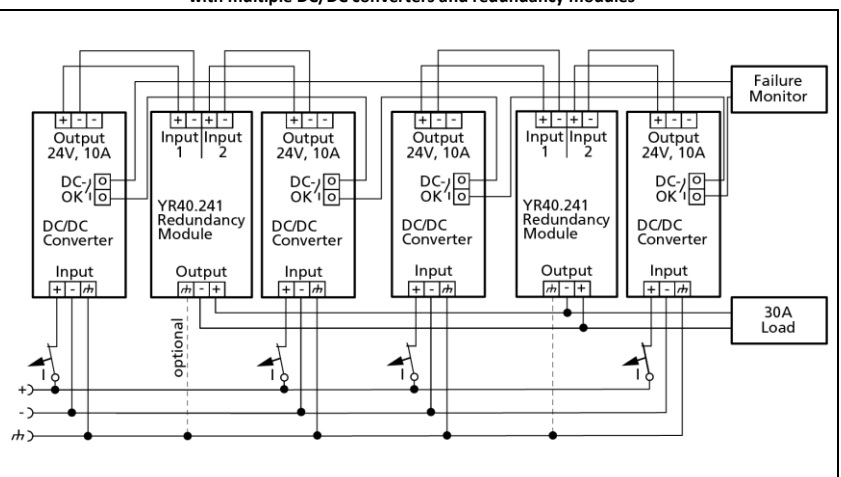 with multiple DC/DC converters and redundancy modules
Failure
Monitor
+ - -
Output
24V, 10A
DC-
OK
DC/DC
Converter
Input
+ -
+ - + -
Input Input
1 2
YR40.241
Redundancy
Module
Output
- +
+ - -
Output
24V, 10A
DC-
OK
DC/DC
Converter
Input
+ -
+ - -
Output
24V, 10A
DC-
OK
DC/DC
Converter
Input
+ -
+ - + -
Input Input
1 2
YR40.241
Redundancy
Module
Output
- +
+ - -
Output
24V, 10A
DC-
OK
DC/DC
Converter
Input
+ -
30A
Load
optional
I
I
I
I
+
-